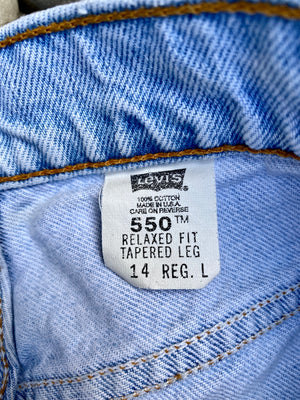 Levi's
100% COTTON
MADE IN U.S.A.
CARE ON REVERSE
550™
RELAXED FIT
TAPERED LEG
14 REG. L